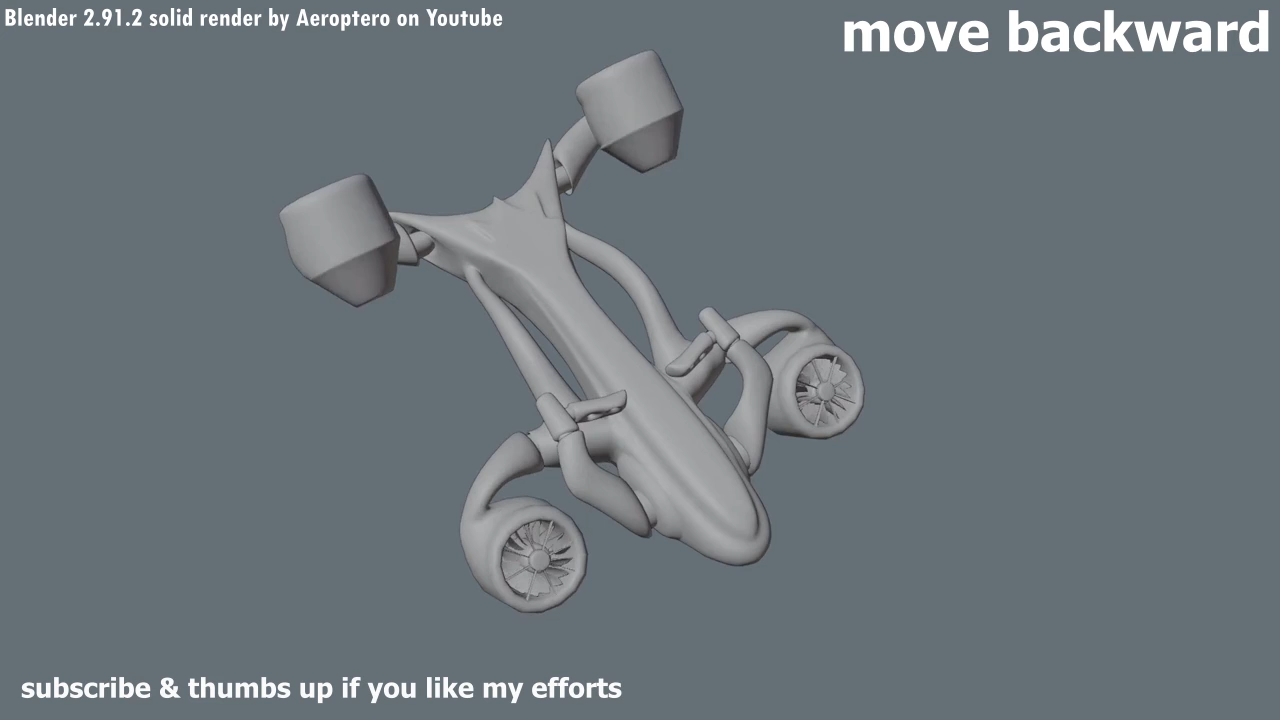 Blender 2.91.2 solid render by Aeroptero on Youtube
move backward
subscribe & thumbs up if you like my efforts